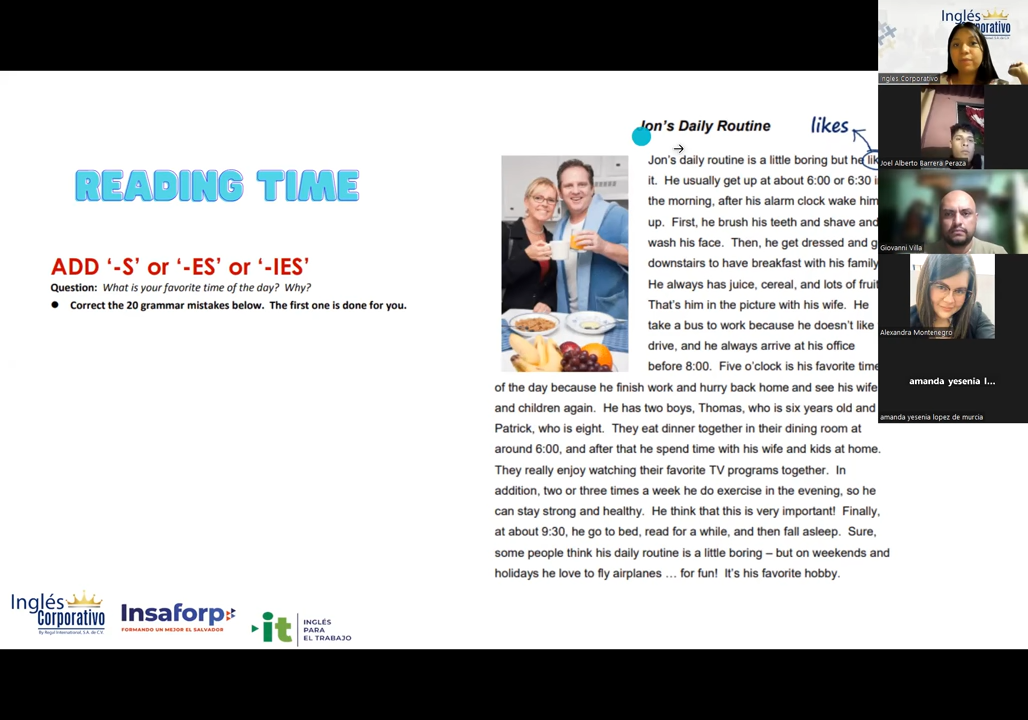 READING TIME
ADD '-S' or '-ES' or '-IES'
Question: What is your favorite time of the day? Why?
● Correct the 20 grammar mistakes below. The first one is done for you.
Jon's Daily Routine
likes
Jon's daily routine is a little boring but he lik
it. He usually get up at about 6:00 or 6:30
the morning, after his alarm clock wake him
up. First, he brush his teeth and shave and
wash his face. Then, he get dressed and
downstairs to have breakfast with his family
He always has juice, cereal, and lots of fruit
That's him in the picture with his wife. He
take a bus to work because he doesn't like
drive, and he always arrive at his office
before 8:00. Five o'clock is his favorite time
of the day because he finish work and hurry back home and see his wife
and children again. He has two boys, Thomas, who is six years old and
Patrick, who is eight. They eat dinner together in their dining room at
around 6:00, and after that he spend time with his wife and kids at home.
They really enjoy watching their favorite TV programs together. In
addition, two or three times a week he do exercise in the evening, so he
can stay strong and healthy. He think that this is very important! Finally,
at about 9:30, he go to bed, read for a while, and then fall asleep. Sure,
some people think his daily routine is a little boring – but on weekends and
holidays he love to fly airplanes … for fun! It's his favorite hobby.
Inglés
Corporativo
By Regal International, S.A. de C.V.
Insaforp
FORMANDO UN MEJOR EL SALVADOR
it
INGLÉS
PARA
EL TRABAJO
Inglés
porativo
Inglés Corporativo
Joel Alberto Barrera Peraza
Giovanni Villa
Alexandra Montenegro
amanda yesenia l...
amanda yesenia lopez de murcia